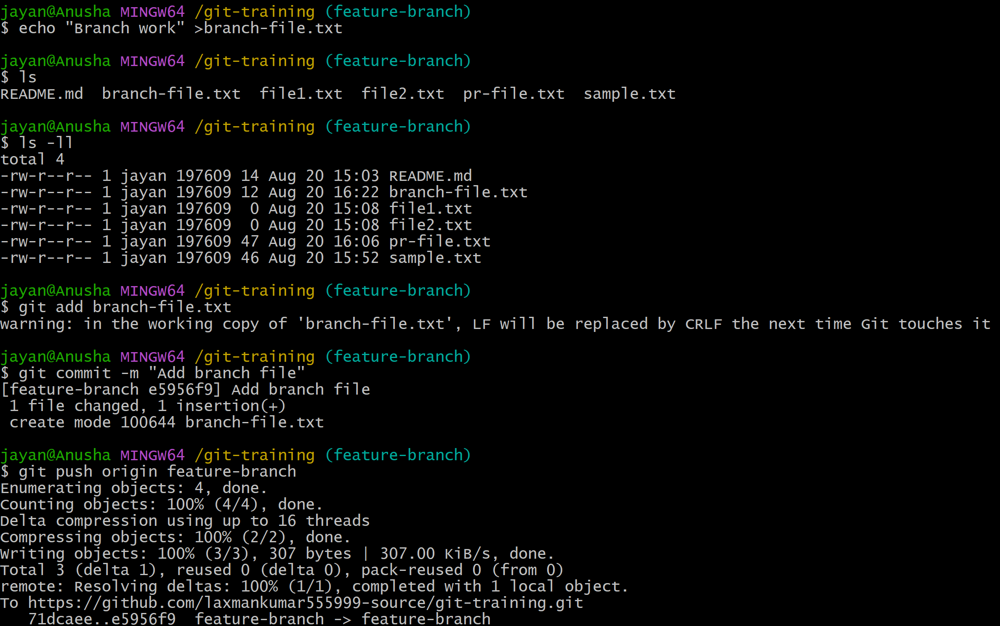 jayan@Anusha MINGW64 /git-training (feature-branch)
$ echo "Branch work" >branch-file.txt

jayan@Anusha MINGW64 /git-training (feature-branch)
$ ls
README.md  branch-file.txt  file1.txt  file2.txt  pr-file.txt  sample.txt

jayan@Anusha MINGW64 /git-training (feature-branch)
$ ls -ll
total 4
-rw-r--r-- 1 jayan 197609 14 Aug 20 15:03 README.md
-rw-r--r-- 1 jayan 197609 12 Aug 20 16:22 branch-file.txt
-rw-r--r-- 1 jayan 197609  0 Aug 20 15:08 file1.txt
-rw-r--r-- 1 jayan 197609  0 Aug 20 15:08 file2.txt
-rw-r--r-- 1 jayan 197609 47 Aug 20 16:06 pr-file.txt
-rw-r--r-- 1 jayan 197609 46 Aug 20 15:52 sample.txt

jayan@Anusha MINGW64 /git-training (feature-branch)
$ git add branch-file.txt
warning: in the working copy of 'branch-file.txt', LF will be replaced by CRLF the next time Git touches it

jayan@Anusha MINGW64 /git-training (feature-branch)
$ git commit -m "Add branch file"
[feature-branch e5956f9] Add branch file
 1 file changed, 1 insertion(+)
 create mode 100644 branch-file.txt

jayan@Anusha MINGW64 /git-training (feature-branch)
$ git push origin feature-branch
Enumerating objects: 4, done.
Counting objects: 100% (4/4), done.
Delta compression using up to 16 threads
Compressing objects: 100% (2/2), done.
Writing objects: 100% (3/3), 307 bytes | 307.00 KiB/s, done.
Total 3 (delta 1), reused 0 (delta 0), pack-reused 0 (from 0)
remote: Resolving deltas: 100% (1/1), completed with 1 local object.
To https://github.com/laxmankumar555999-source/git-training.git
   71dcaee..e5956f9  feature-branch -> feature-branch